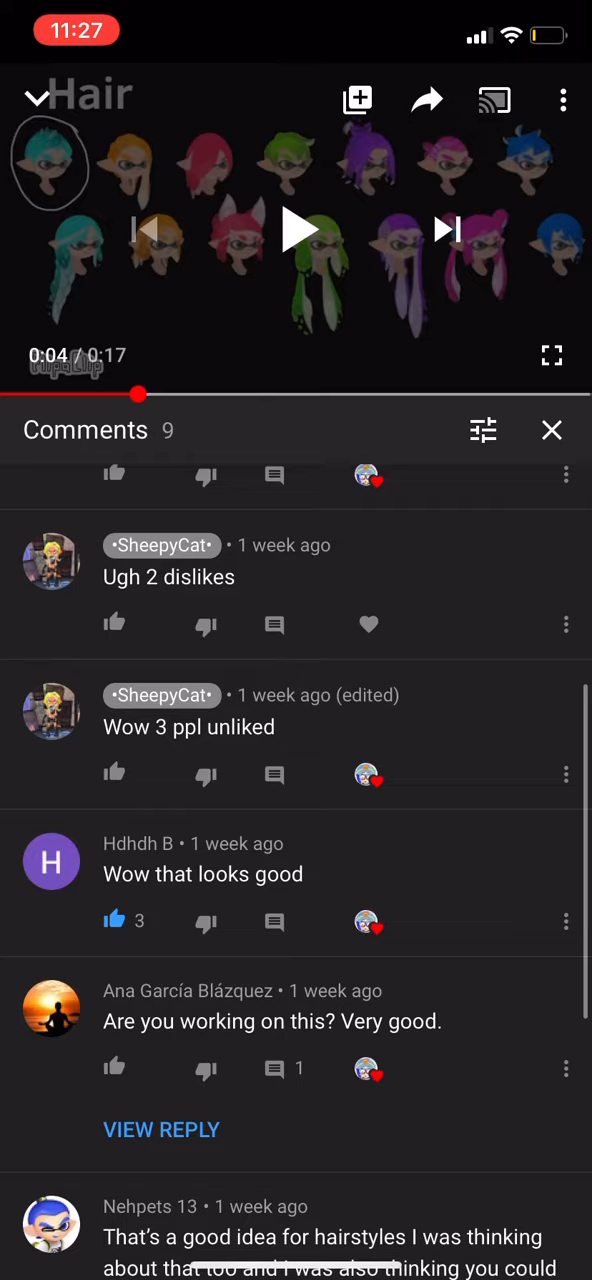 11:27
Hair
0:04 / 0:17
FlipaClip
Comments 9
•SheepyCat• • 1 week ago
Ugh 2 dislikes
•SheepyCat• • 1 week ago (edited)
Wow 3 ppl unliked
H
Hdhdh B • 1 week ago
Wow that looks good
3
Ana García Blázquez • 1 week ago
Are you working on this? Very good.
1
VIEW REPLY
Nehpets 13 • 1 week ago
That's a good idea for hairstyles I was thinking
about that too and I was also thinking you could